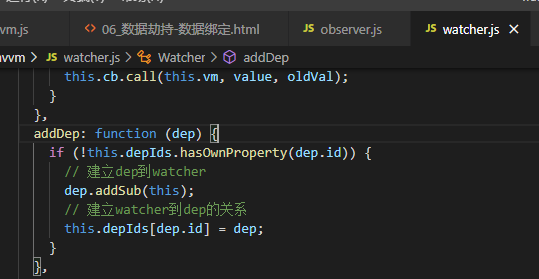 vm.js 06_数据劫持-数据绑定.html observer.js watcher.js
vvm > watcher.js > Watcher > addDep
this.cb.call(this.vm, value, oldVal);
}
},
addDep: function (dep) {
if (!this.depIds.hasOwnProperty(dep.id)) {
// 建立dep到watcher
dep.addSub(this);
// 建立watcher到dep的关系
this.depIds[dep.id] = dep;
}
},